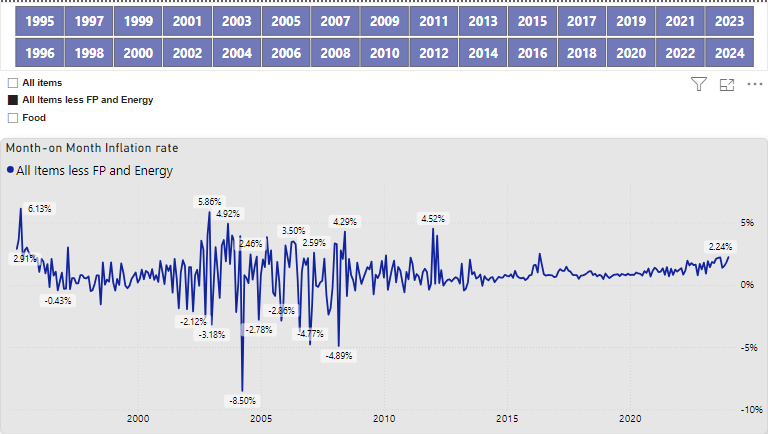 1995 1997 1999 2001 2003 2005 2007 2009 2011 2013 2015 2017 2019 2021 2023
1996 1998 2000 2002 2004 2006 2008 2010 2012 2014 2016 2018 2020 2022 2024
All items
All Items less FP and Energy
Food
Month-on Month Inflation rate
All Items less FP and Energy
5.86%
6.13%
4.92%
4.29%
4.52%
5%
3.50%
2.46%
2.59%
2.24%
2.91%
0%
-0.43%
-2.86%
-2.12%
-2.78%
-3.18%
-4.77%
-4.89%
-5%
-8.50%
-10%
2000 2005 2010 2015 2020